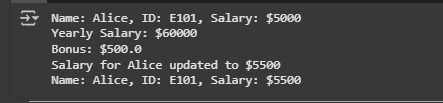 Name: Alice, ID: E101, Salary: $5000
Yearly Salary: $60000
Bonus: $500.0
Salary for Alice updated to $5500
Name: Alice, ID: E101, Salary: $5500